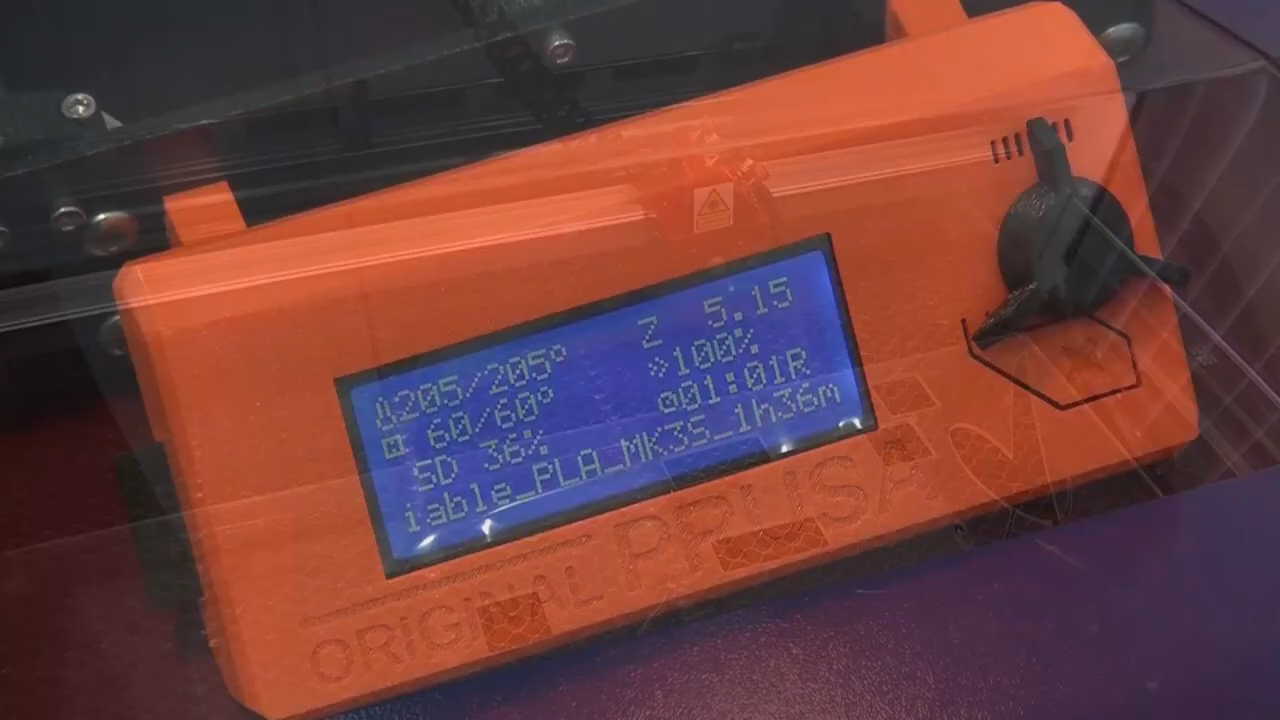 205/205° Z 5.15
60/60° 100%
SD 36% 01:01R
iable_PLA_MK3S_1h36m
ORiGiNAL PRUSA